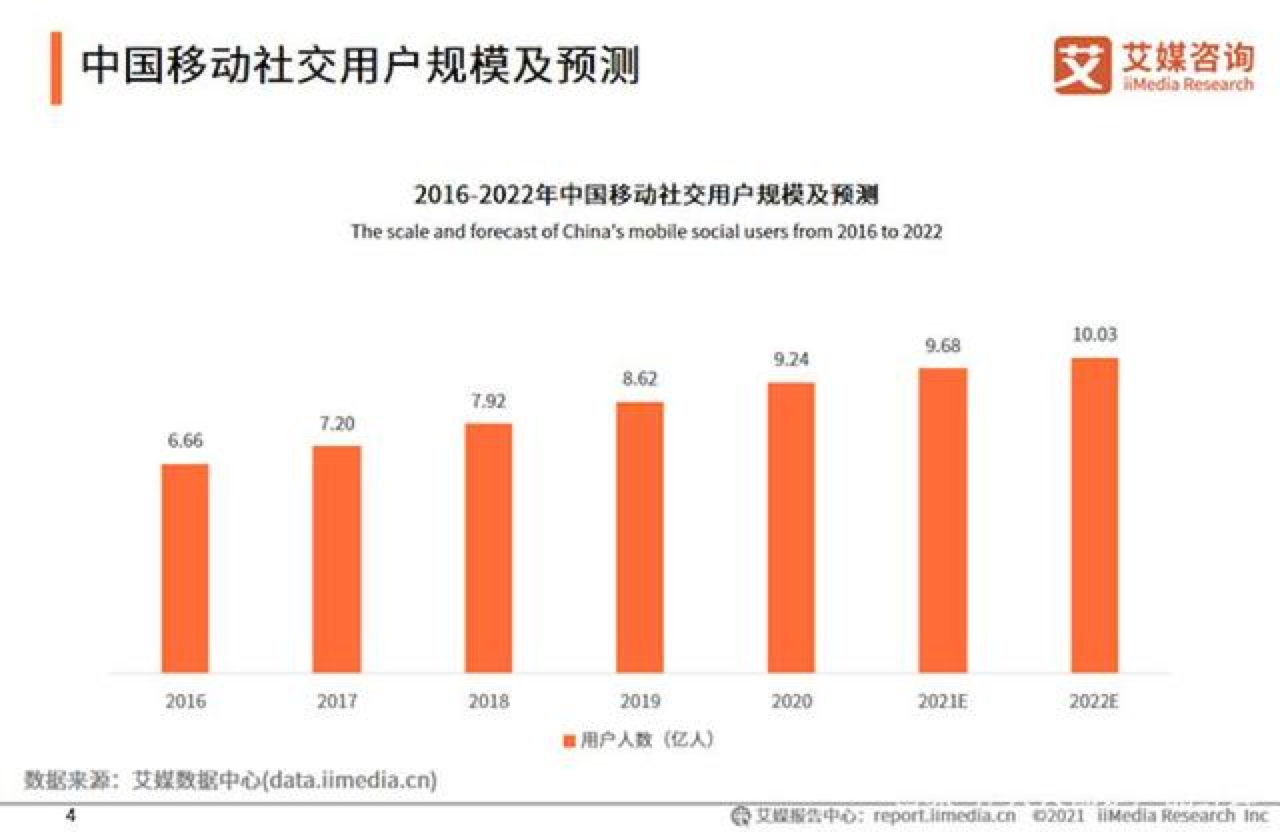 中国移动社交用户规模及预测
艾媒咨询
iiMedia Research
2016-2022年中国移动社交用户规模及预测
The scale and forecast of China's mobile social users from 2016 to 2022
6.66
7.20
7.92
8.62
9.24
9.68
10.03
2016
2017
2018
2019
2020
2021E
2022E
用户人数（亿人）
数据来源：艾媒数据中心(data.iimedia.cn)
4
艾媒报告中心：report.iimedia.cn ©2021 iiMedia Research Inc